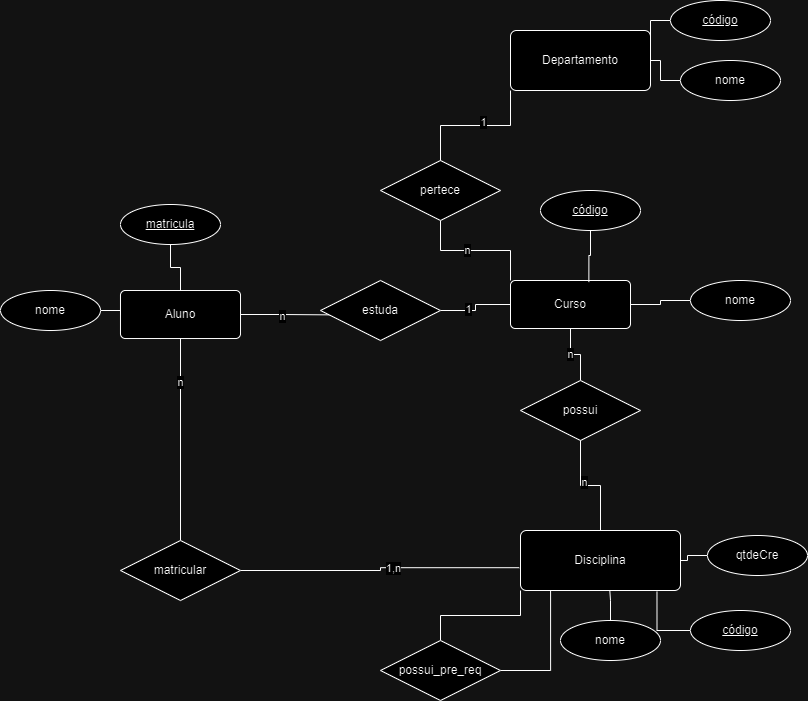 código
Departamento
nome
1
pertece
matricula
código
n
nome
Aluno
n
estuda
1
Curso
nome
n
n
possui
n
Disciplina
qtdeCre
matricular
1,n
nome
código
possui_pre_req